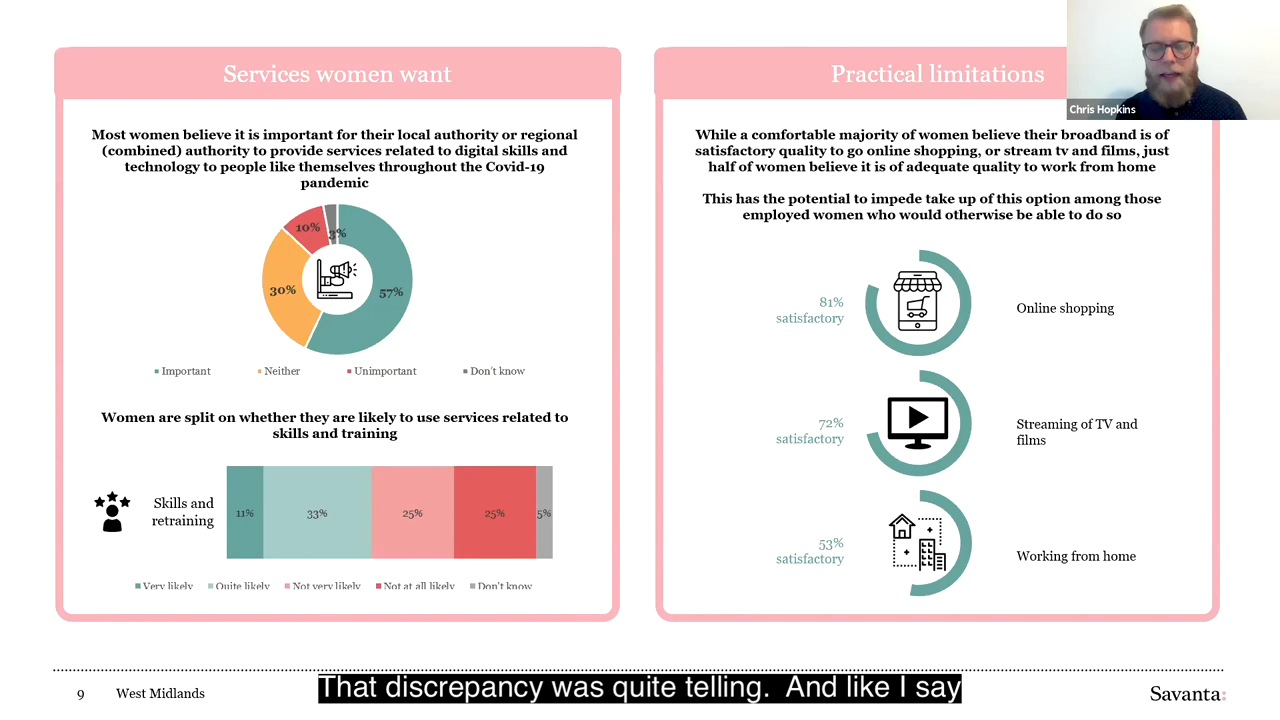 Services women want
Most women believe it is important for their local authority or regional
(combined) authority to provide services related to digital skills and
technology to people like themselves throughout the Covid-19
pandemic
10%
3%
30%
57%
Important
Neither
Unimportant
Don't know
Women are split on whether they are likely to use services related to
skills and training
Skills and
retraining
11%
33%
25%
25%
5%
Very likely
Quite likely
Not very likely
Not at all likely
Don't know
Practical limitations
Chris Hopkins
While a comfortable majority of women believe their broadband is of
satisfactory quality to go online shopping, or stream tv and films, just
half of women believe it is of adequate quality to work from home
This has the potential to impede take up of this option among those
employed women who would otherwise be able to do so
81%
satisfactory
Online shopping
72%
satisfactory
Streaming of TV and
films
53%
satisfactory
Working from home
9
West Midlands
That discrepancy was quite telling.  And like I say
Savanta: